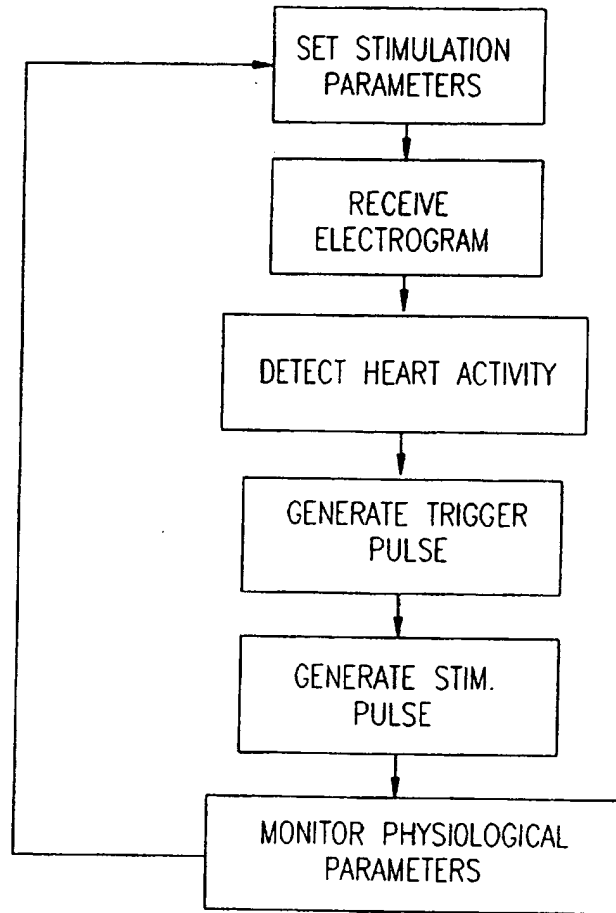 SET STIMULATION
PARAMETERS
RECEIVE
ELECTROGRAM
DETECT HEART ACTIVITY
GENERATE TRIGGER
PULSE
GENERATE STIM.
PULSE
MONITOR PHYSIOLOGICAL
PARAMETERS